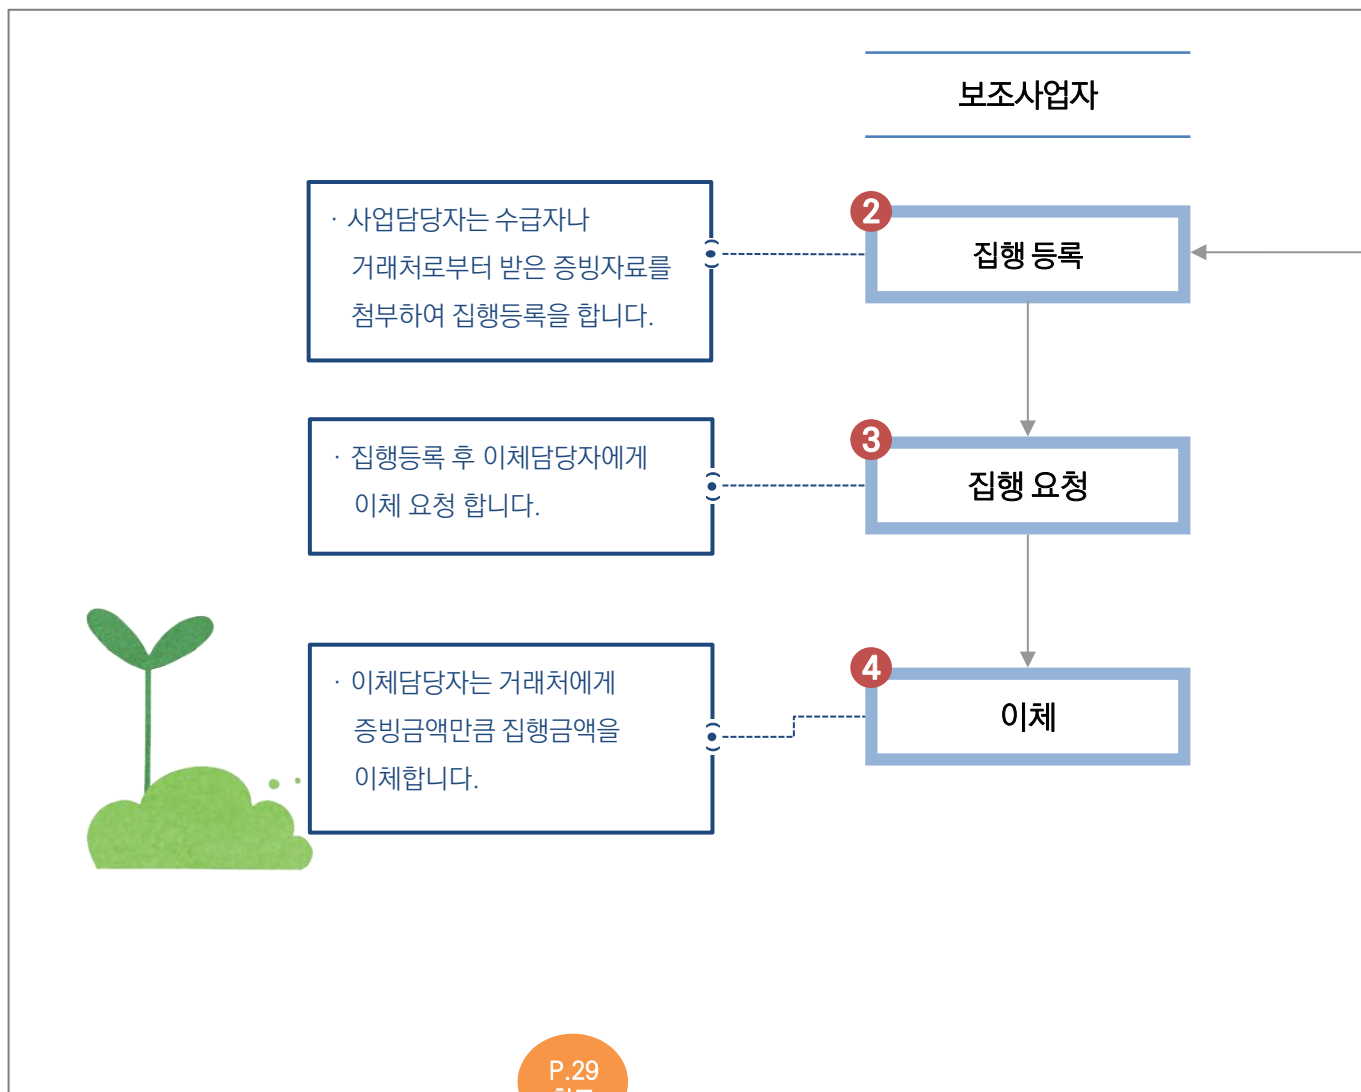 보조사업자
· 사업담당자는 수급자나
거래처로부터 받은 증빙자료를
첨부하여 집행등록을 합니다.
2
집행 등록
· 집행등록 후 이체담당자에게
이체 요청 합니다.
3
집행 요청
· 이체담당자는 거래처에게
증빙금액만큼 집행금액을
이체합니다.
4
이체
P.29